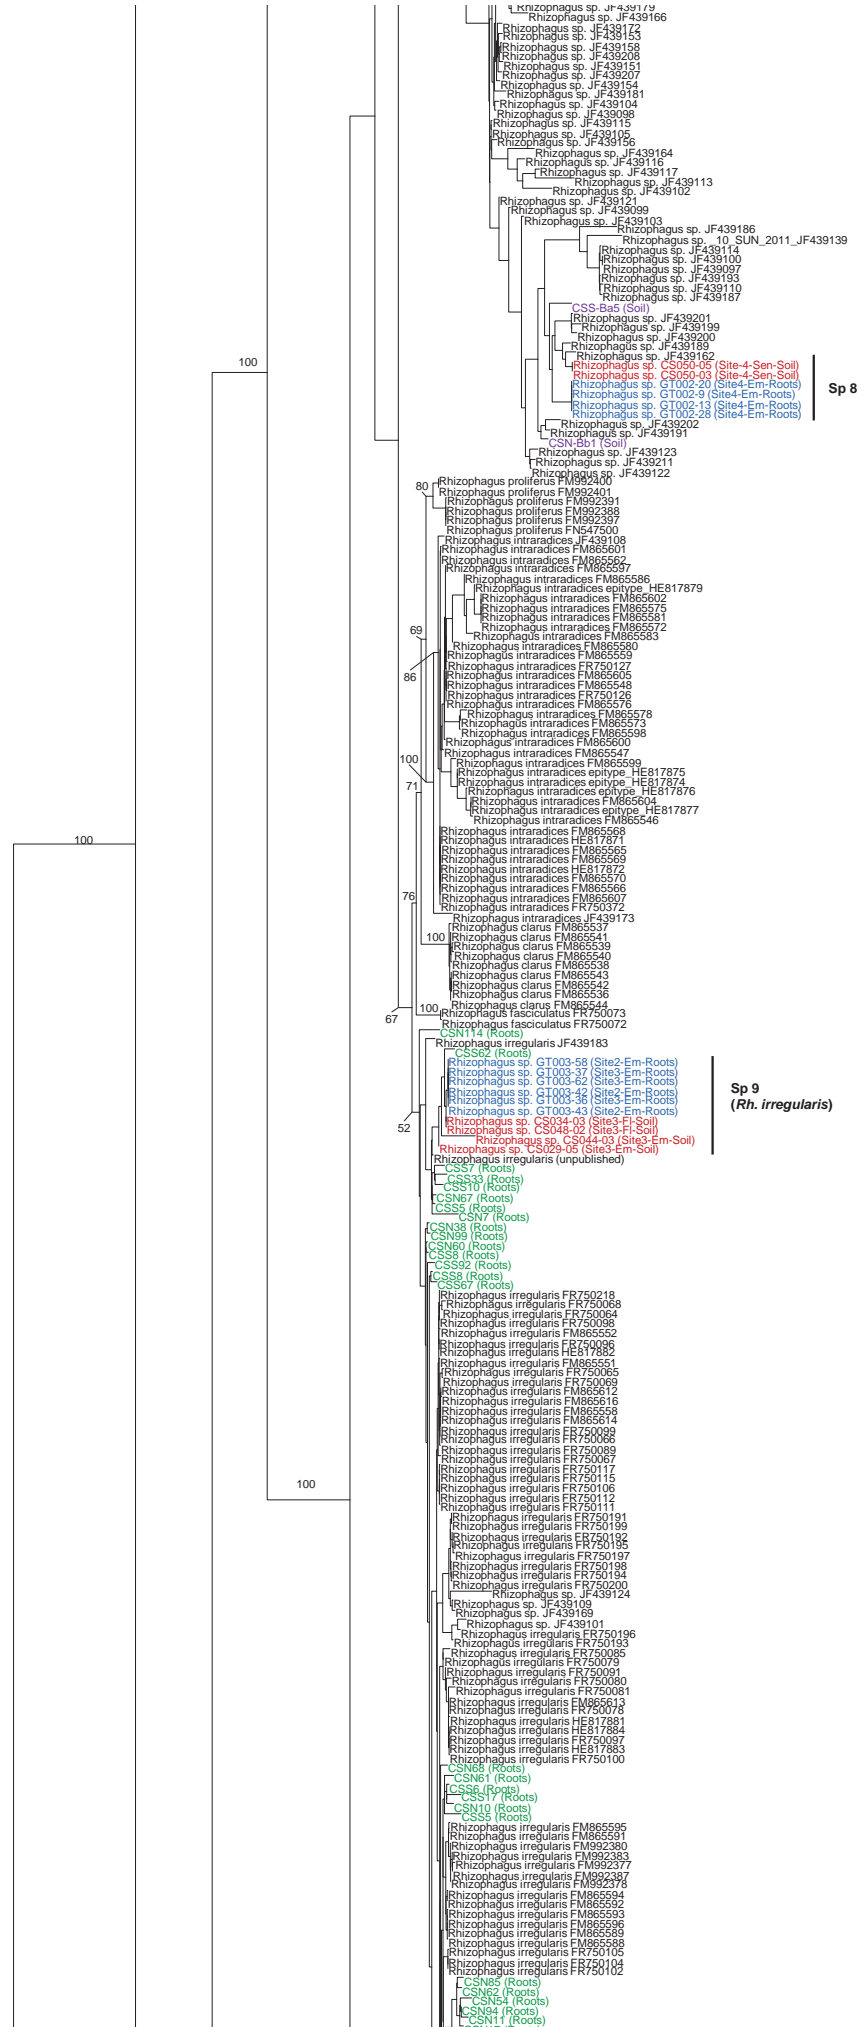 Rhizophagus sp. JF439179
Rhizophagus sp. JF439166
Rhizophagus sp. JF439172
Rhizophagus sp. JF439153
Rhizophagus sp. JF439158
Rhizophagus sp. JF439208
Rhizophagus sp. JF439151
Rhizophagus sp. JF439207
Rhizophagus sp. JF439154
Rhizophagus sp. JF439181
Rhizophagus sp. JF439104
Rhizophagus sp. JF439098
Rhizophagus sp. JF439115
Rhizophagus sp. JF439105
Rhizophagus sp. JF439156
Rhizophagus sp. JF439164
Rhizophagus sp. JF439116
Rhizophagus sp. JF439117
Rhizophagus sp. JF439113
Rhizophagus sp. JF439102
Rhizophagus sp. JF439121
Rhizophagus sp. JF439099
Rhizophagus sp. JF439103
Rhizophagus sp. JF439186
Rhizophagus sp. _10_SUN_2011_JF439139
Rhizophagus sp. JF439114
Rhizophagus sp. JF439100
Rhizophagus sp. JF439097
Rhizophagus sp. JF439193
Rhizophagus sp. JF439110
Rhizophagus sp. JF439187
CSS-Ba5 (Soil)
Rhizophagus sp. JF439201
Rhizophagus sp. JF439199
Rhizophagus sp. JF439200
Rhizophagus sp. JF439189
Rhizophagus sp. JF439162
100
Rhizophagus sp. CS050-05 (Site-4-Sen-Soil)
Rhizophagus sp. CS050-03 (Site-4-Sen-Soil)
Rhizophagus sp. GT002-20 (Site4-Em-Roots)
Sp 8
Rhizophagus sp. GT002-9 (Site4-Em-Roots)
Rhizophagus sp. GT002-13 (Site4-Em-Roots)
Rhizophagus sp. GT002-28 (Site4-Em-Roots)
Rhizophagus sp. JF439202
Rhizophagus sp. JF439191
CSN-Bb1 (Soil)
Rhizophagus sp. JF439123
Rhizophagus sp. JF439211
Rhizophagus sp. JF439122
Rhizophagus proliferus FM992400
80
Rhizophagus proliferus FM992401
Rhizophagus proliferus FM992391
Rhizophagus proliferus FM992388
Rhizophagus proliferus FM992397
Rhizophagus proliferus FN547500
Rhizophagus intraradices JF439108
Rhizophagus intraradices FM865601
Rhizophagus intraradices FM865562
Rhizophagus intraradices FM865597
Rhizophagus intraradices FM865586
Rhizophagus intraradices epitype_HE817879
Rhizophagus intraradices FM865602
Rhizophagus intraradices FM865575
Rhizophagus intraradices FM865581
Rhizophagus intraradices FM865572
69
Rhizophagus intraradices FM865583
Rhizophagus intraradices FM865580
Rhizophagus intraradices FM865559
Rhizophagus intraradices FR750127
86
Rhizophagus intraradices FM865605
Rhizophagus intraradices FM865548
Rhizophagus intraradices FR750126
Rhizophagus intraradices FM865576
Rhizophagus intraradices FM865578
Rhizophagus intraradices FM865573
Rhizophagus intraradices FM865598
Rhizophagus intraradices FM865600
Rhizophagus intraradices FM865547
100
Rhizophagus intraradices FM865599
Rhizophagus intraradices epitype_HE817875
Rhizophagus intraradices epitype_HE817874
71
Rhizophagus intraradices epitype_HE817876
Rhizophagus intraradices FM865604
Rhizophagus intraradices epitype_HE817877
Rhizophagus intraradices FM865546
Rhizophagus intraradices FM865568
100
Rhizophagus intraradices HE817871
Rhizophagus intraradices FM865565
Rhizophagus intraradices FM865569
Rhizophagus intraradices HE817872
Rhizophagus intraradices FM865570
Rhizophagus intraradices FM865566
76
Rhizophagus intraradices FM865607
Rhizophagus intraradices FR750372
Rhizophagus intraradices JF439173
Rhizophagus clarus FM865537
100
Rhizophagus clarus FM865541
Rhizophagus clarus FM865539
Rhizophagus clarus FM865540
Rhizophagus clarus FM865538
Rhizophagus clarus FM865543
Rhizophagus clarus FM865542
Rhizophagus clarus FM865536
Rhizophagus clarus FM865544
100
Rhizophagus fasciculatus FR750073
67
Rhizophagus fasciculatus FR750072
CSN114 (Roots)
Rhizophagus irregularis JF439183
CSS62 (Roots)
Rhizophagus sp. GT003-58 (Site2-Em-Roots)
Rhizophagus sp. GT003-37 (Site3-Em-Roots)
Rhizophagus sp. GT003-62 (Site3-Em-Roots)
Sp 9
Rhizophagus sp. GT003-42 (Site2-Em-Roots)
Rhizophagus sp. GT003-36 (Site3-Em-Roots)
(Rh. irregularis)
Rhizophagus sp. GT003-43 (Site2-Em-Roots)
Rhizophagus sp. CS034-03 (Site3-Fl-Soil)
52
Rhizophagus sp. CS048-02 (Site3-Fl-Soil)
Rhizophagus sp. CS044-03 (Site3-Em-Soil)
Rhizophagus sp. CS029-05 (Site3-Em-Soil)
Rhizophagus irregularis (unpublished)
CSS7 (Roots)
CSS33 (Roots)
CSS10 (Roots)
CSN67 (Roots)
CSS5 (Roots)
CSN7 (Roots)
CSN38 (Roots)
CSN99 (Roots)
CSN60 (Roots)
CSS8 (Roots)
CSS92 (Roots)
CSS8 (Roots)
CSS67 (Roots)
Rhizophagus irregularis FR750218
Rhizophagus irregularis FR750068
Rhizophagus irregularis FR750064
Rhizophagus irregularis FR750098
Rhizophagus irregularis FM865552
Rhizophagus irregularis FR750096
Rhizophagus irregularis HE817882
Rhizophagus irregularis FM865551
Rhizophagus irregularis FR750065
Rhizophagus irregularis FR750069
Rhizophagus irregularis FM865612
Rhizophagus irregularis FM865616
Rhizophagus irregularis FM865558
Rhizophagus irregularis FM865614
Rhizophagus irregularis FR750099
Rhizophagus irregularis FR750066
Rhizophagus irregularis FR750089
Rhizophagus irregularis FR750067
Rhizophagus irregularis FR750117
Rhizophagus irregularis FR750115
100
Rhizophagus irregularis FR750106
Rhizophagus irregularis FR750112
Rhizophagus irregularis FR750111
Rhizophagus irregularis FR750191
Rhizophagus irregularis FR750199
Rhizophagus irregularis FR750192
Rhizophagus irregularis FR750195
Rhizophagus irregularis FR750197
Rhizophagus irregularis FR750198
Rhizophagus irregularis FR750194
Rhizophagus irregularis FR750200
Rhizophagus sp. JF439124
Rhizophagus sp. JF439109
Rhizophagus sp. JF439169
Rhizophagus sp. JF439101
Rhizophagus irregularis FR750196
Rhizophagus irregularis FR750193
Rhizophagus irregularis FR750085
Rhizophagus irregularis FR750079
Rhizophagus irregularis FR750091
Rhizophagus irregularis FR750080
Rhizophagus irregularis FR750081
Rhizophagus irregularis FM865613
Rhizophagus irregularis FR750078
Rhizophagus irregularis HE817881
Rhizophagus irregularis HE817884
Rhizophagus irregularis FR750097
Rhizophagus irregularis HE817883
Rhizophagus irregularis FR750100
CSN68 (Roots)
CSN61 (Roots)
CSS6 (Roots)
CSS17 (Roots)
CSN10 (Roots)
CSS5 (Roots)
Rhizophagus irregularis FM865595
Rhizophagus irregularis FM865591
Rhizophagus irregularis FM992380
Rhizophagus irregularis FM992383
Rhizophagus irregularis FM992377
Rhizophagus irregularis FM992387
Rhizophagus irregularis FM992378
Rhizophagus irregularis FM865594
Rhizophagus irregularis FM865592
Rhizophagus irregularis FM865593
Rhizophagus irregularis FM865596
Rhizophagus irregularis FM865589
Rhizophagus irregularis FM865588
Rhizophagus irregularis FR750105
Rhizophagus irregularis FR750104
Rhizophagus irregularis FR750102
CSN85 (Roots)
CSN62 (Roots)
CSN54 (Roots)
CSN94 (Roots)
CSN11 (Roots)